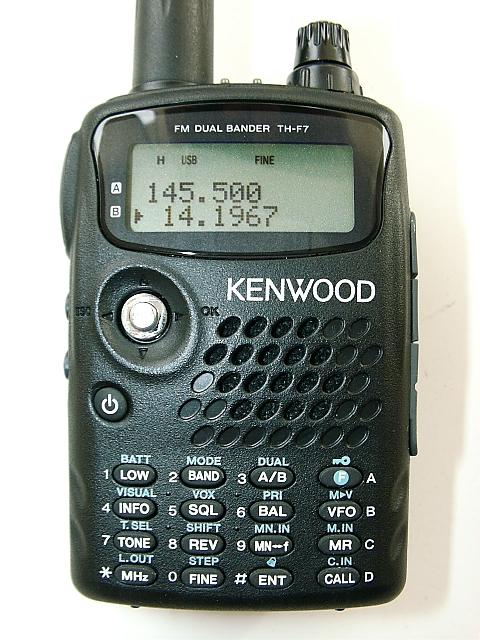 FM DUAL BANDER TH-F7
H USB FINE
A 145.500
B 14.1967
KENWOOD
OK
BATT MODE DUAL
1 LOW 2 BAND 3 A/B F A
VISUAL VOX PRI M▶V
4 INFO 5 SQL 6 BAL VFO B
T.SEL SHIFT MN.IN M.IN
7 TONE 8 REV 9 MN↔f MR C
L.OUT STEP C.IN
* MHz 0 FINE # ENT CALL D